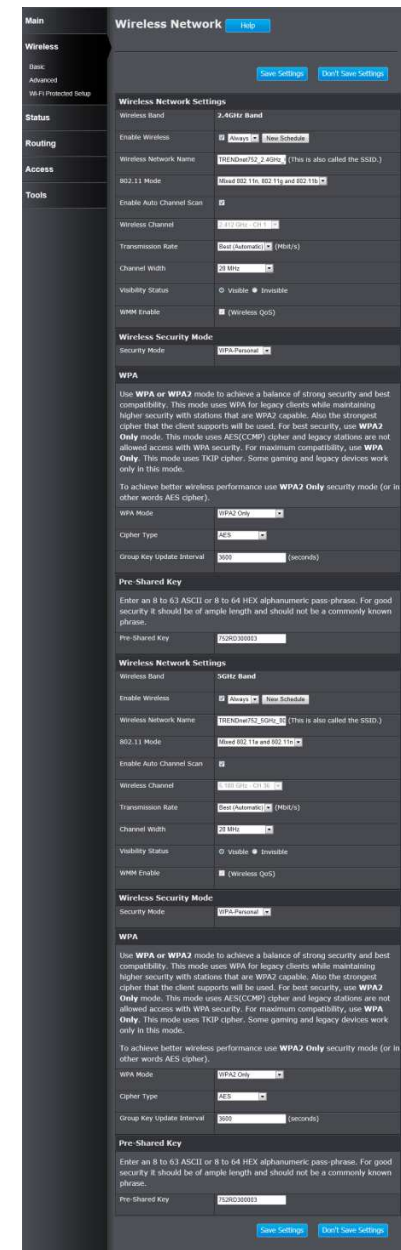 Main
Wireless
Basic
Advanced
Wi-Fi Protected Setup
Status
Routing
Access
Tools
Wireless Network Help
Save Settings Don't Save Settings
Wireless Network Settings
Wireless Band 2.4GHz Band
Enable Wireless Always New Schedule
Wireless Network Name TRENDnet752_2.4GHz_ (This is also called the SSID.)
802.11 Mode Mixed 802.11n, 802.11g and 802.11b
Enable Auto Channel Scan
Wireless Channel 2.412 GHz - CH 1
Transmission Rate Best (Automatic) (Mbit/s)
Channel Width 20 MHz
Visibility Status Visible Invisible
WMM Enable (Wireless QoS)
Wireless Security Mode
Security Mode WPA-Personal
WPA
Use WPA or WPA2 mode to achieve a balance of strong security and best
compatibility. This mode uses WPA for legacy clients while maintaining
higher security with stations that are WPA2 capable. Also the strongest
cipher that the client supports will be used. For best security, use WPA2
Only mode. This mode uses AES(CCMP) cipher and legacy stations are not
allowed access with WPA security. For maximum compatibility, use WPA
Only. This mode uses TKIP cipher. Some gaming and legacy devices work
only in this mode.
To achieve better wireless performance use WPA2 Only security mode (or in
other words AES cipher).
WPA Mode WPA2 Only
Cipher Type AES
Group Key Update Interval 3600 (seconds)
Pre-Shared Key
Enter an 8 to 63 ASCII or 8 to 64 HEX alphanumeric pass-phrase. For good
security it should be of ample length and should not be a commonly known
phrase.
Pre-Shared Key 752RD300003
Wireless Network Settings
Wireless Band 5GHz Band
Enable Wireless Always New Schedule
Wireless Network Name TRENDnet752_5GHz_ (This is also called the SSID.)
802.11 Mode Mixed 802.11a and 802.11n
Enable Auto Channel Scan
Wireless Channel 5.180 GHz - CH 36
Transmission Rate Best (Automatic) (Mbit/s)
Channel Width 20 MHz
Visibility Status Visible Invisible
WMM Enable (Wireless QoS)
Wireless Security Mode
Security Mode WPA-Personal
WPA
Use WPA or WPA2 mode to achieve a balance of strong security and best
compatibility. This mode uses WPA for legacy clients while maintaining
higher security with stations that are WPA2 capable. Also the strongest
cipher that the client supports will be used. For best security, use WPA2
Only mode. This mode uses AES(CCMP) cipher and legacy stations are not
allowed access with WPA security. For maximum compatibility, use WPA
Only. This mode uses TKIP cipher. Some gaming and legacy devices work
only in this mode.
To achieve better wireless performance use WPA2 Only security mode (or in
other words AES cipher).
WPA Mode WPA2 Only
Cipher Type AES
Group Key Update Interval 3600 (seconds)
Pre-Shared Key
Enter an 8 to 63 ASCII or 8 to 64 HEX alphanumeric pass-phrase. For good
security it should be of ample length and should not be a commonly known
phrase.
Pre-Shared Key 752RD300003
Save Settings Don't Save Settings